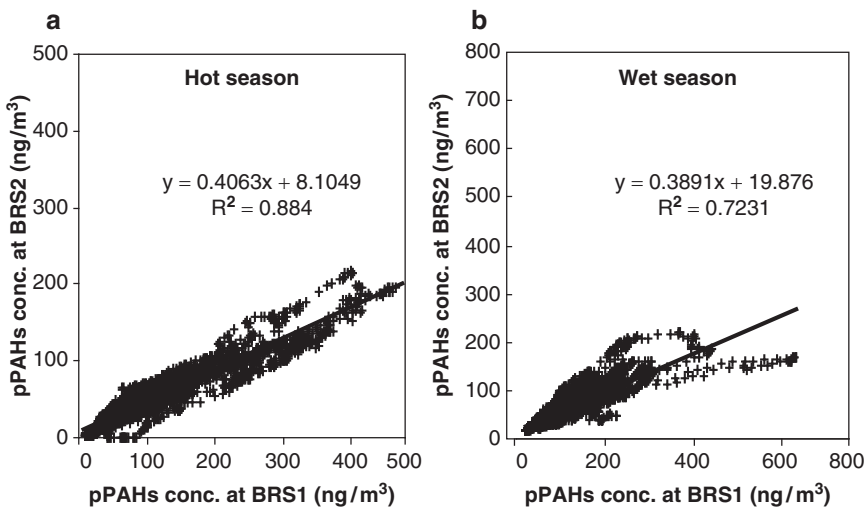 a
Hot season
y = 0.4063x + 8.1049
R² = 0.884
pPAHs conc. at BRS2 (ng/m³)
500
400
300
200
100
0
0 100 200 300 400 500
pPAHs conc. at BRS1 (ng/m³)
b
Wet season
y = 0.3891x + 19.876
R² = 0.7231
pPAHs conc. at BRS2 (ng/m³)
800
700
600
500
400
300
200
100
0
0 200 400 600 800
pPAHs conc. at BRS1 (ng/m³)